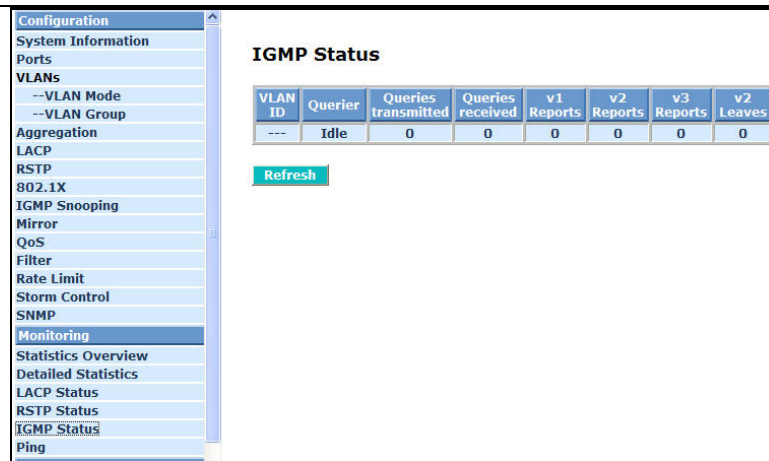 Configuration
System Information
Ports
VLANs
--VLAN Mode
--VLAN Group
Aggregation
LACP
RSTP
802.1X
IGMP Snooping
Mirror
QoS
Filter
Rate Limit
Storm Control
SNMP
Monitoring
Statistics Overview
Detailed Statistics
LACP Status
RSTP Status
IGMP Status
Ping
IGMP Status
VLAN ID Querier Queries transmitted Queries received v1 Reports v2 Reports v3 Reports v2 Leaves
--- Idle 0 0 0 0 0 0
Refresh